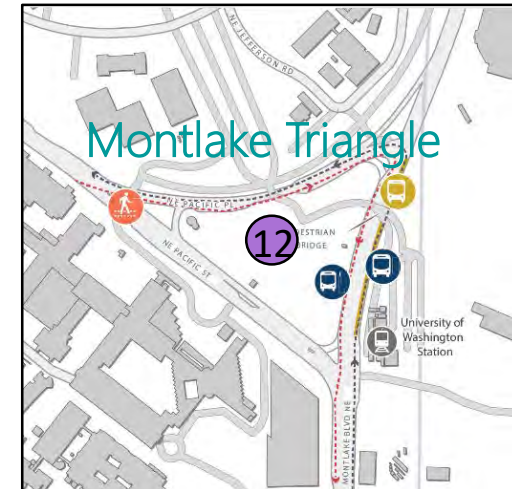 NE JEFFERSON RD
Montlake Triangle
NE PACIFIC PL
12
DESTRIAN
BRIDGE
NE PACIFIC ST
University of
Washington
Station
MONTLAKE BLVD NE